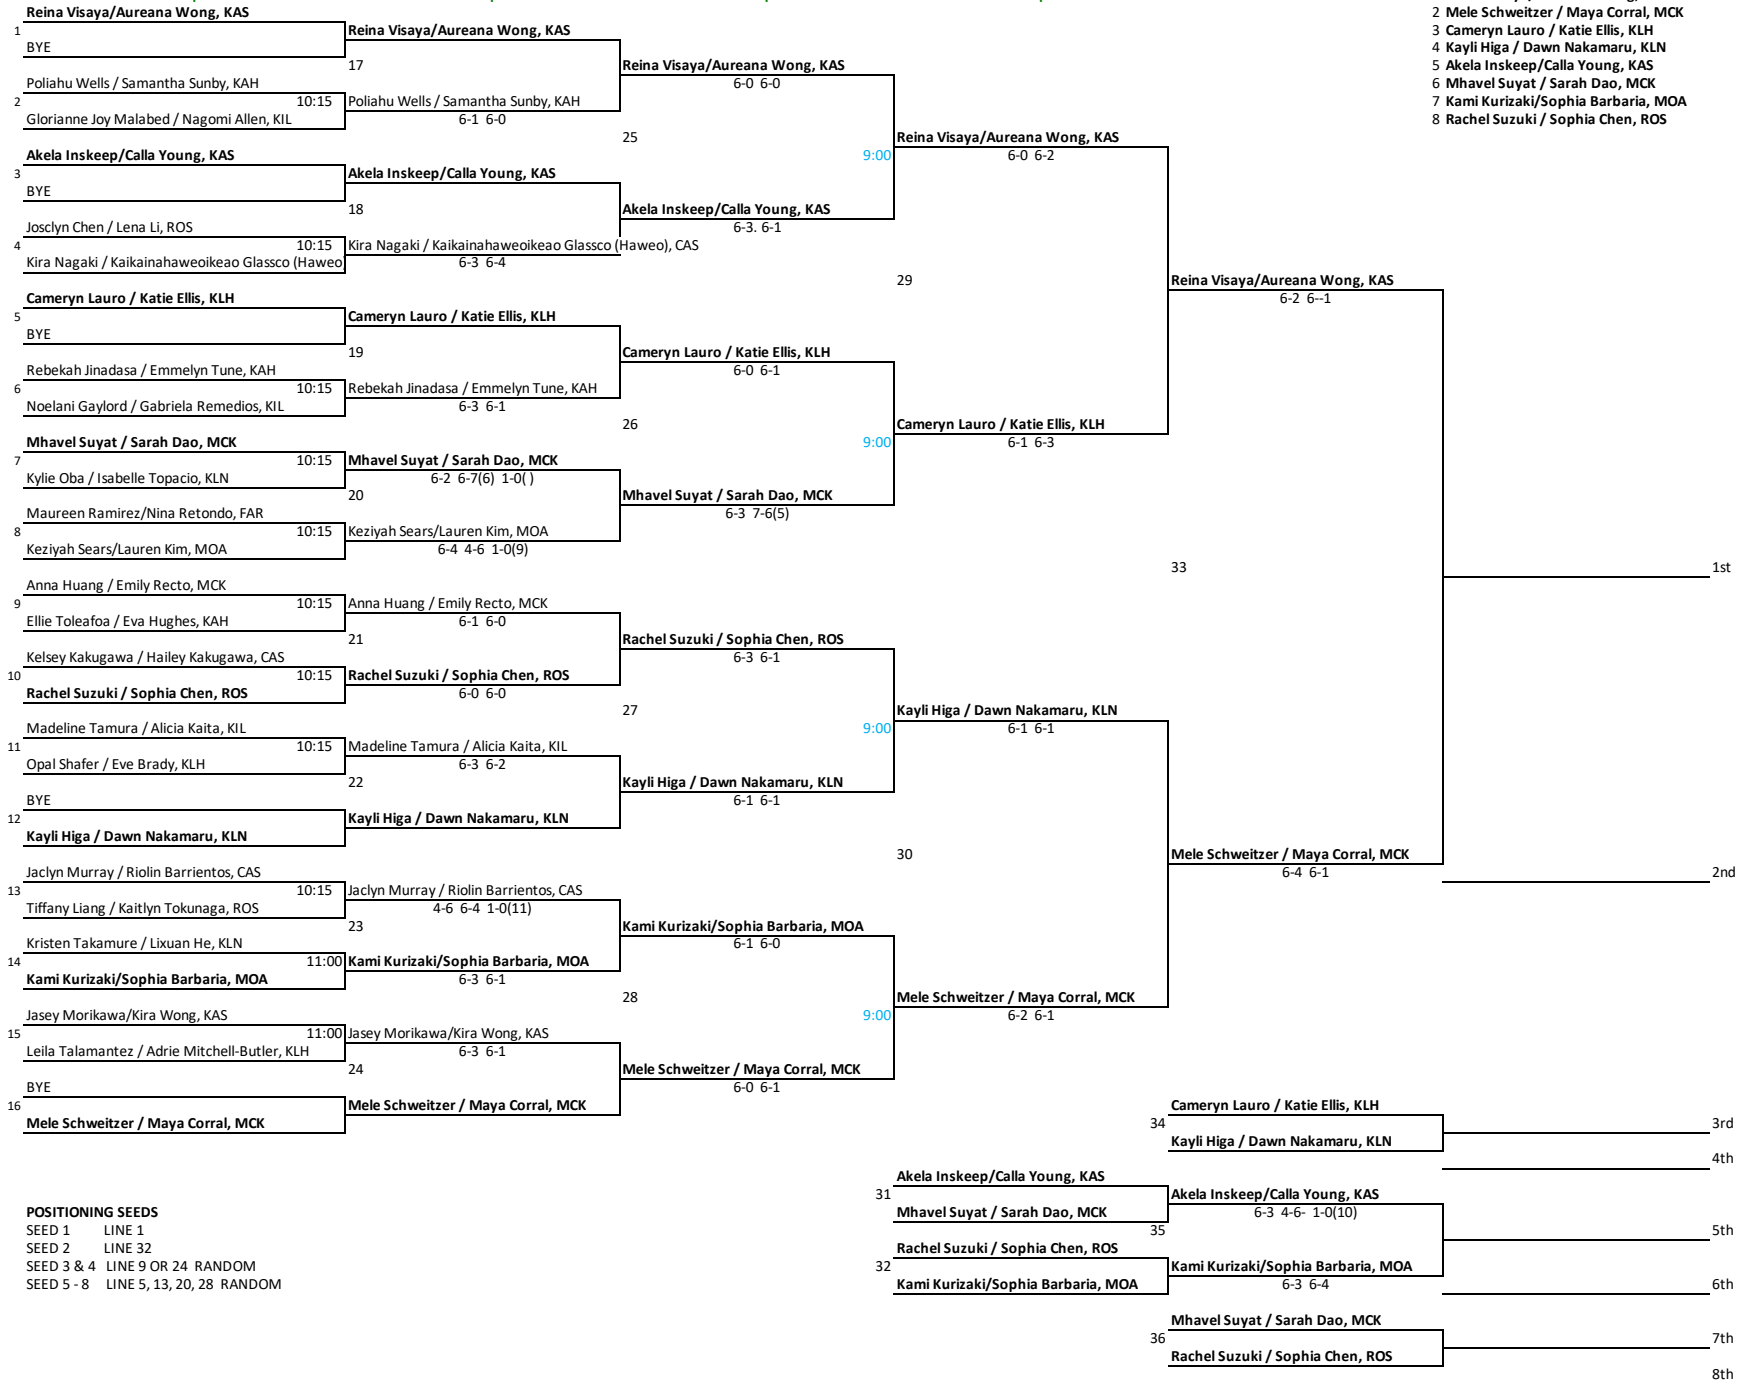 Reina Visaya/Aureana Wong, KAS
1
BYE
Poliahu Wells / Samantha Sunby, KAH
2
10:15
Glorianne Joy Malabed / Nagomi Allen, KIL
Akela Inskeep/Calla Young, KAS
3
BYE
Josclyn Chen / Lena Li, ROS
4
10:15
Kira Nagaki / Kaikainahaweoikeao Glassco (Haweo)
Cameryn Lauro / Katie Ellis, KLH
5
BYE
Rebekah Jinadasa / Emmelyn Tune, KAH
6
10:15
Noelani Gaylord / Gabriela Remedios, KIL
Mhavel Suyat / Sarah Dao, MCK
7
10:15
Kylie Oba / Isabelle Topacio, KLN
Maureen Ramirez/Nina Retondo, FAR
8
10:15
Keziyah Sears/Lauren Kim, MOA
Anna Huang / Emily Recto, MCK
9
10:15
Ellie Toleafoa / Eva Hughes, KAH
Kelsey Kakugawa / Hailey Kakugawa, CAS
10
10:15
Rachel Suzuki / Sophia Chen, ROS
Madeline Tamura / Alicia Kaita, KIL
11
10:15
Opal Shafer / Eve Brady, KLH
BYE
12
Kayli Higa / Dawn Nakamaru, KLN
Jaclyn Murray / Riolin Barrientos, CAS
13
10:15
Tiffany Liang / Kaitlyn Tokunaga, ROS
Kristen Takamure / Lixuan He, KLN
14
11:00
Kami Kurizaki/Sophia Barbaria, MOA
Jasey Morikawa/Kira Wong, KAS
15
11:00
Leila Talamantez / Adrie Mitchell-Butler, KLH
BYE
16
Mele Schweitzer / Maya Corral, MCK
Reina Visaya/Aureana Wong, KAS
17
Poliahu Wells / Samantha Sunby, KAH
6-1 6-0
Akela Inskeep/Calla Young, KAS
18
Kira Nagaki / Kaikainahaweoikeao Glassco (Haweo), CAS
6-3 6-4
Cameryn Lauro / Katie Ellis, KLH
19
Rebekah Jinadasa / Emmelyn Tune, KAH
6-3 6-1
Mhavel Suyat / Sarah Dao, MCK
6-2 6-7(6) 1-0( )
20
Keziyah Sears/Lauren Kim, MOA
6-4 4-6 1-0(9)
Anna Huang / Emily Recto, MCK
6-1 6-0
21
Rachel Suzuki / Sophia Chen, ROS
6-0 6-0
Madeline Tamura / Alicia Kaita, KIL
6-3 6-2
22
Kayli Higa / Dawn Nakamaru, KLN
Jaclyn Murray / Riolin Barrientos, CAS
4-6 6-4 1-0(11)
23
Kami Kurizaki/Sophia Barbaria, MOA
6-3 6-1
Jasey Morikawa/Kira Wong, KAS
6-3 6-1
24
Mele Schweitzer / Maya Corral, MCK
Reina Visaya/Aureana Wong, KAS
6-0 6-0
25
9:00
Akela Inskeep/Calla Young, KAS
6-3. 6-1
Cameryn Lauro / Katie Ellis, KLH
6-0 6-1
26
9:00
Mhavel Suyat / Sarah Dao, MCK
6-3 7-6(5)
Rachel Suzuki / Sophia Chen, ROS
6-3 6-1
27
9:00
Kayli Higa / Dawn Nakamaru, KLN
6-1 6-1
Kami Kurizaki/Sophia Barbaria, MOA
6-1 6-0
28
9:00
Mele Schweitzer / Maya Corral, MCK
6-0 6-1
Reina Visaya/Aureana Wong, KAS
6-0 6-2
29
Cameryn Lauro / Katie Ellis, KLH
6-1 6-3
Kayli Higa / Dawn Nakamaru, KLN
6-1 6-1
30
Mele Schweitzer / Maya Corral, MCK
6-2 6-1
Reina Visaya/Aureana Wong, KAS
6-2 6--1
33
Mele Schweitzer / Maya Corral, MCK
6-4 6-1
1st
2nd
2 Mele Schweitzer / Maya Corral, MCK
3 Cameryn Lauro / Katie Ellis, KLH
4 Kayli Higa / Dawn Nakamaru, KLN
5 Akela Inskeep/Calla Young, KAS
6 Mhavel Suyat / Sarah Dao, MCK
7 Kami Kurizaki/Sophia Barbaria, MOA
8 Rachel Suzuki / Sophia Chen, ROS
Cameryn Lauro / Katie Ellis, KLH
34
3rd
Kayli Higa / Dawn Nakamaru, KLN
4th
Akela Inskeep/Calla Young, KAS
31
Mhavel Suyat / Sarah Dao, MCK
Rachel Suzuki / Sophia Chen, ROS
32
Kami Kurizaki/Sophia Barbaria, MOA
Akela Inskeep/Calla Young, KAS
6-3 4-6- 1-0(10)
35
5th
Kami Kurizaki/Sophia Barbaria, MOA
6-3 6-4
6th
Mhavel Suyat / Sarah Dao, MCK
36
7th
Rachel Suzuki / Sophia Chen, ROS
8th
POSITIONING SEEDS
SEED 1 LINE 1
SEED 2 LINE 32
SEED 3 & 4 LINE 9 OR 24 RANDOM
SEED 5 - 8 LINE 5, 13, 20, 28 RANDOM